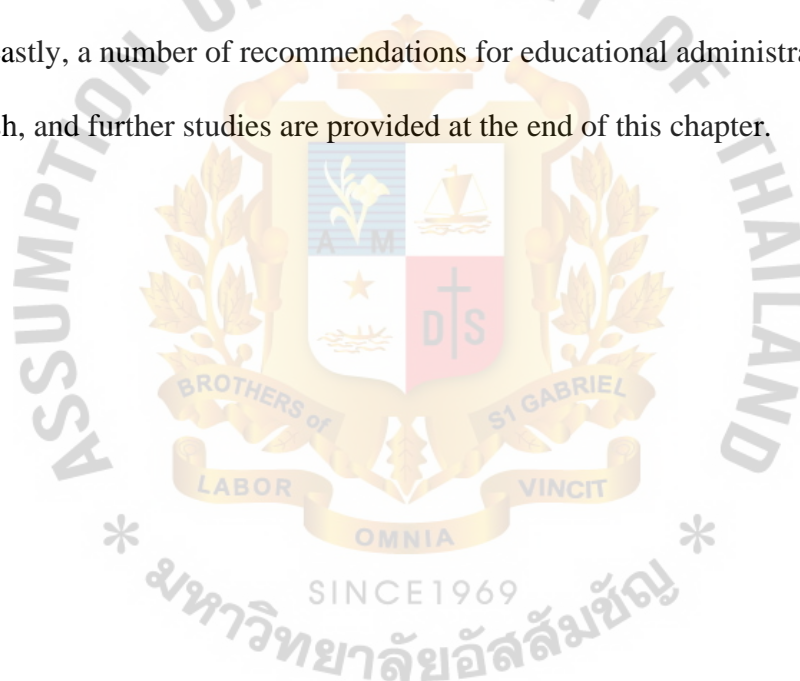 astly, a number of recommendations for educational administra
h, and further studies are provided at the end of this chapter.
ASSUMPTION OF THAILAND
A M
D S
BROTHERS of S1 GABRIEL
LABOR VINCIT
OMNIA
* *
SINCE1969
มหาวิทยาลัยอัสสัมชัญ